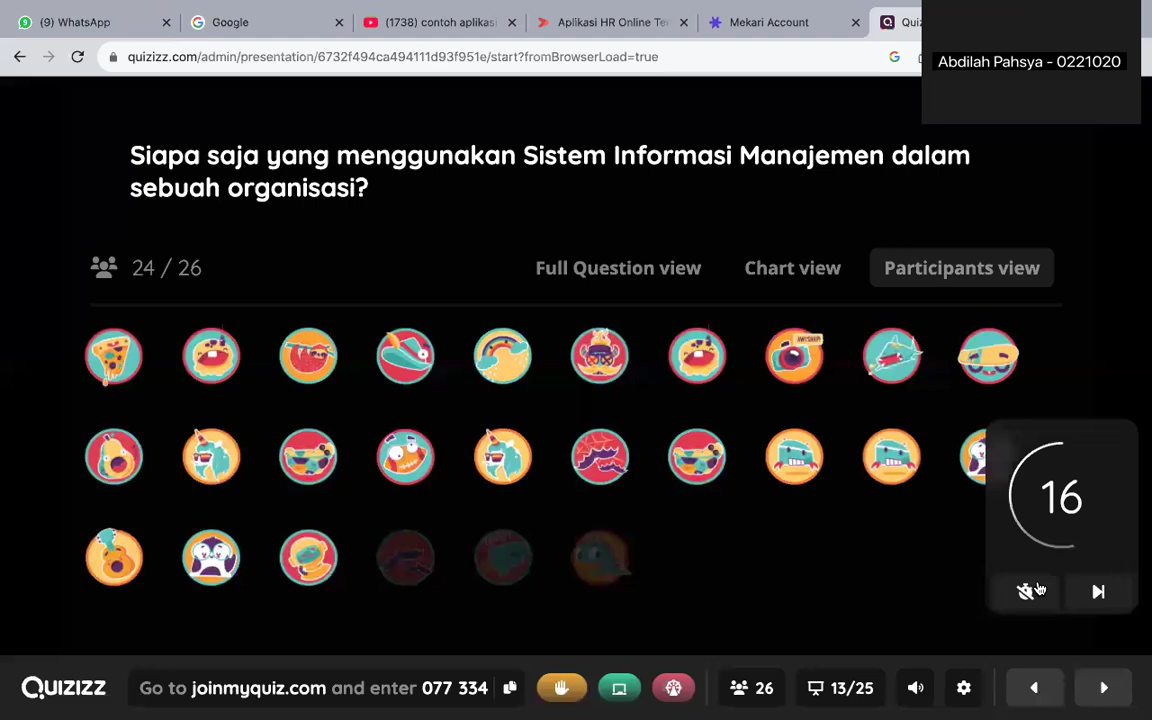 (9) WhatsApp
Google
(1738) contoh aplikas
Aplikasi HR Online Te
Mekari Account
Quiz
quizizz.com/admin/presentation/6732f494ca494111d93f951e/start?fromBrowserLoad=true
Abdilah Pahsya - 0221020
Siapa saja yang menggunakan Sistem Informasi Manajemen dalam
sebuah organisasi?
24 / 26
Full Question view
Chart view
Participants view
16
QUIZIZZ
Go to joinmyquiz.com and enter 077 334
26
13/25